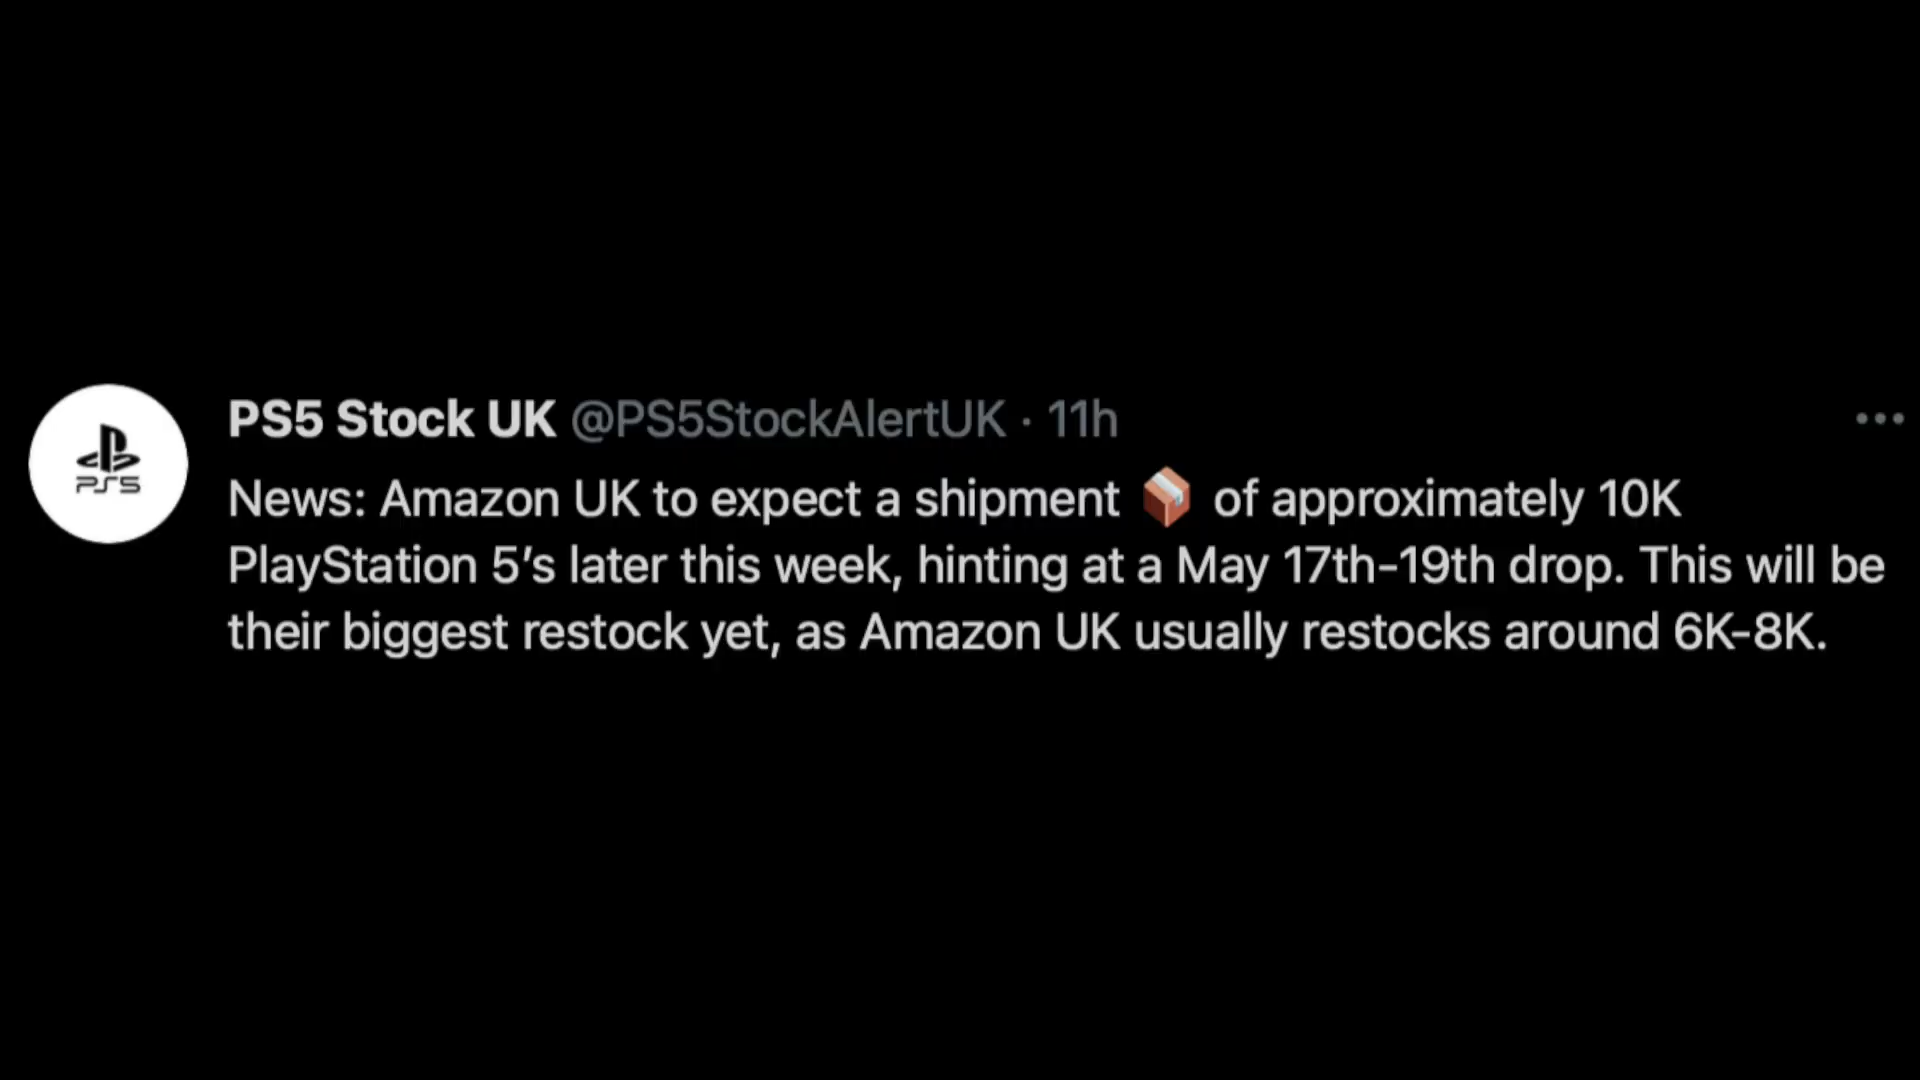 PS5 Stock UK @PS5StockAlertUK · 11h
PS5
News: Amazon UK to expect a shipment 📦 of approximately 10K
PlayStation 5’s later this week, hinting at a May 17th-19th drop. This will be
their biggest restock yet, as Amazon UK usually restocks around 6K-8K.